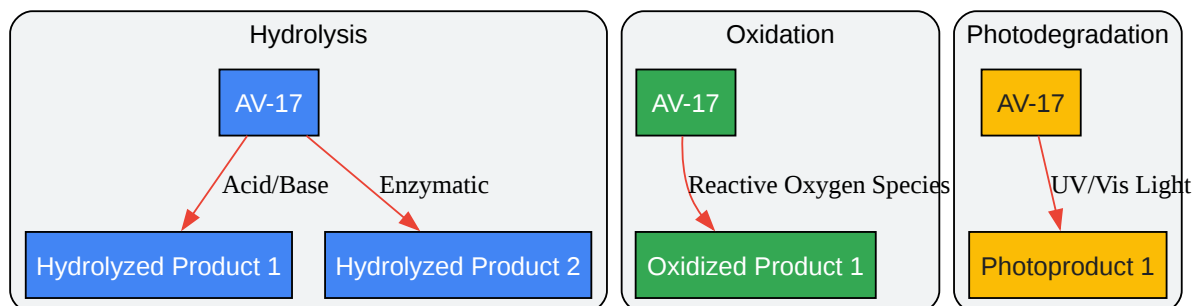 Hydrolysis
AV-17
Acid/Base
Enzymatic
Hydrolyzed Product 1
Hydrolyzed Product 2
Oxidation
AV-17
Reactive Oxygen Species
Oxidized Product 1
Photodegradation
AV-17
UV/Vis Light
Photoproduct 1